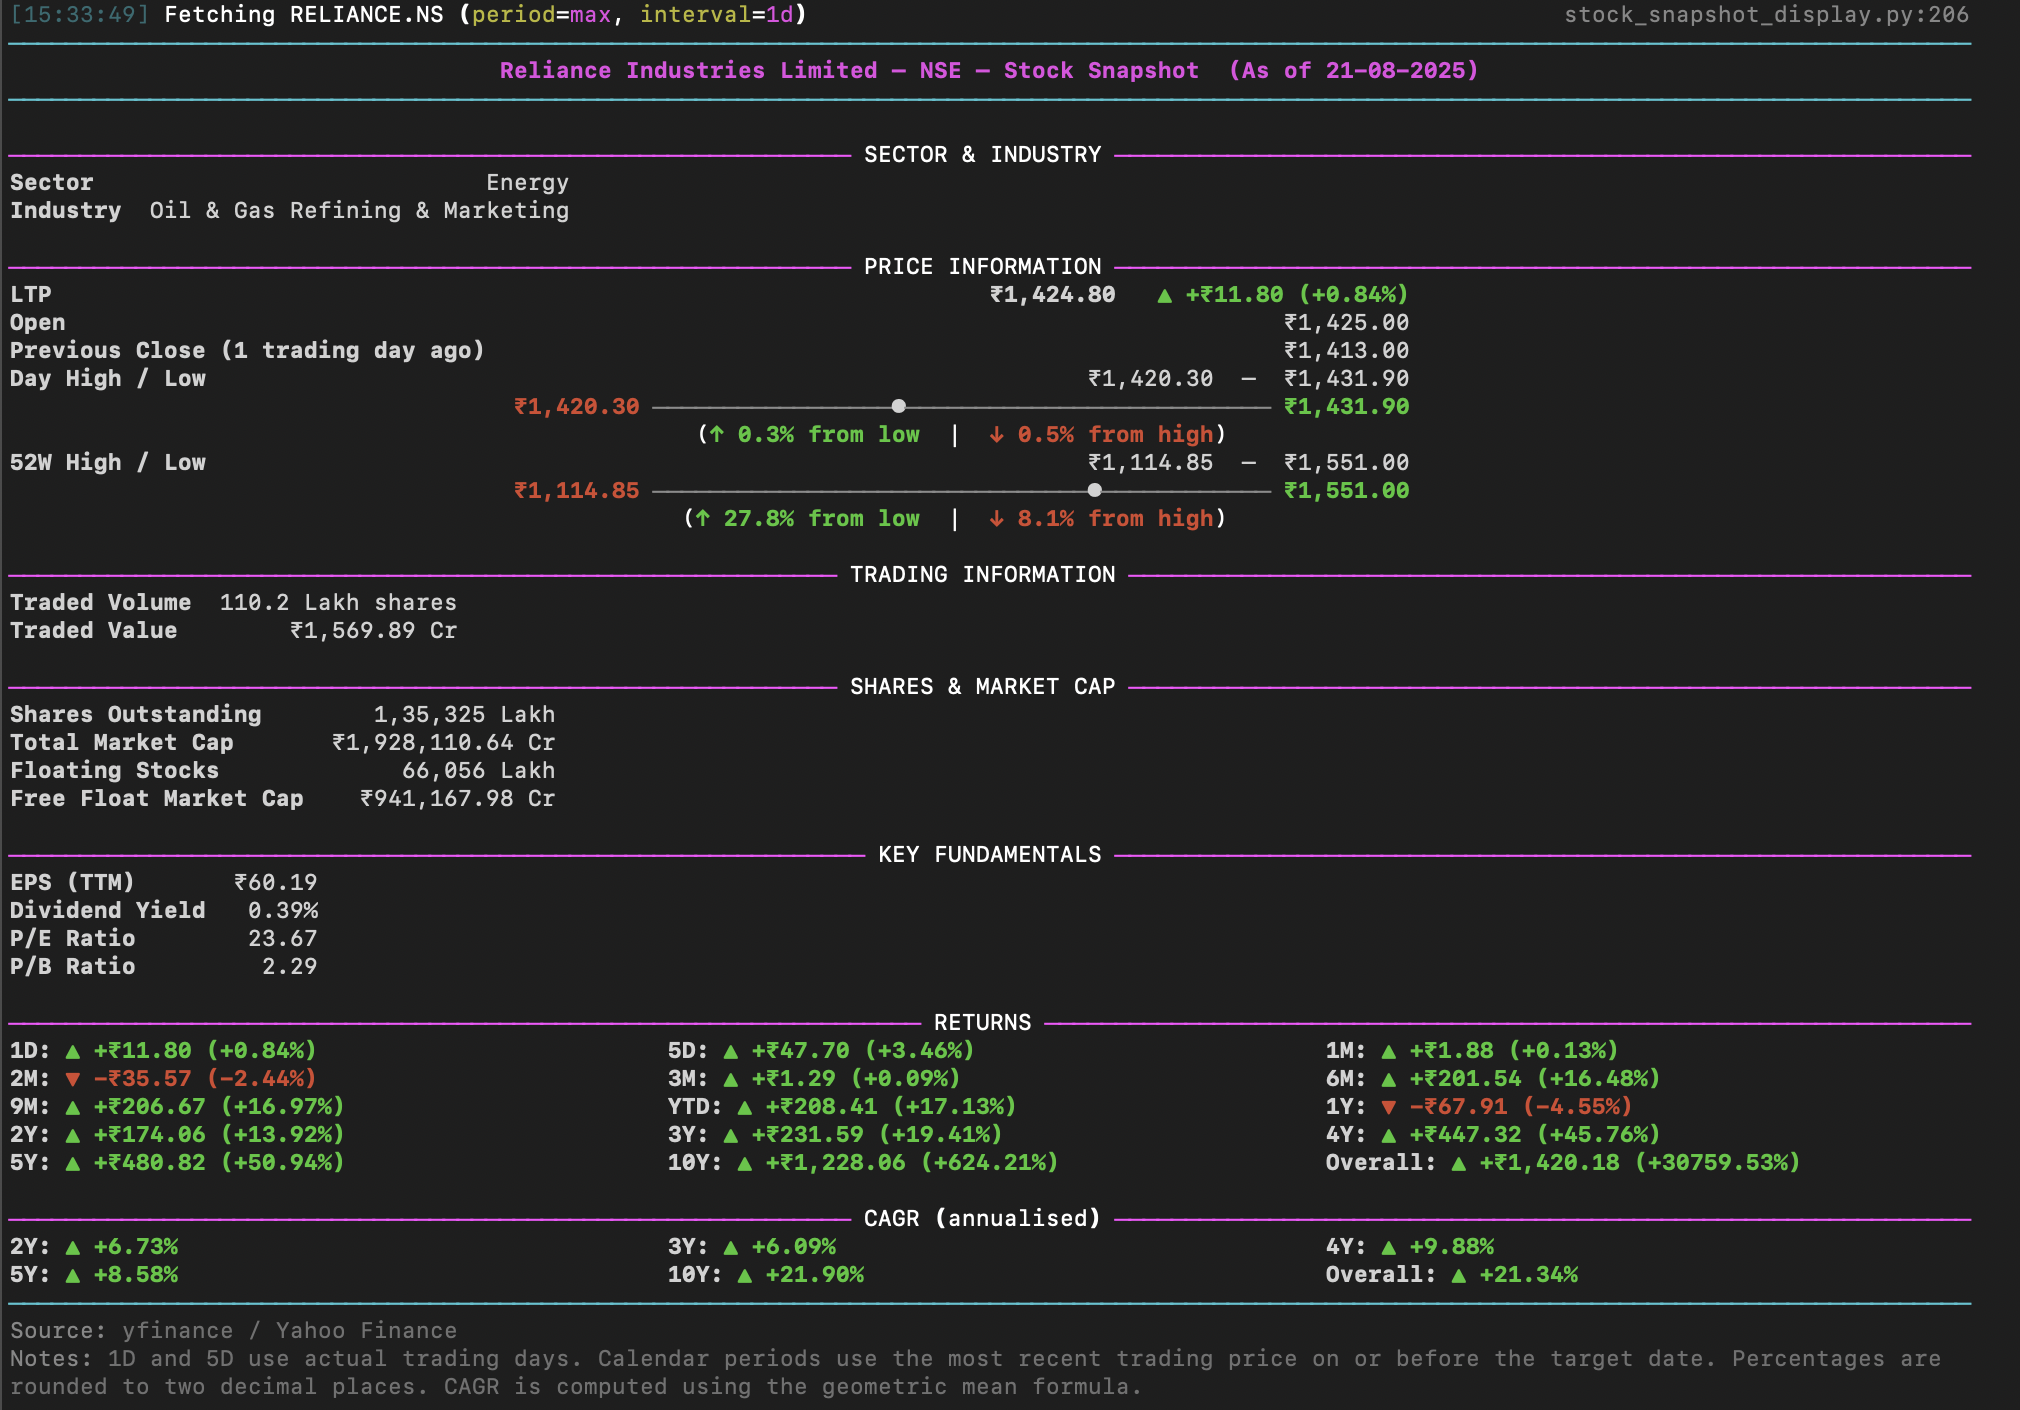 [15:33:49] Fetching RELIANCE.NS (period=max, interval=1d) stock_snapshot_display.py:206
Reliance Industries Limited — NSE — Stock Snapshot (As of 21-08-2025)
SECTOR & INDUSTRY
Sector Energy
Industry Oil & Gas Refining & Marketing
PRICE INFORMATION
LTP ₹1,424.80 ▲ +₹11.80 (+0.84%)
Open ₹1,425.00
Previous Close (1 trading day ago) ₹1,413.00
Day High / Low ₹1,420.30 — ₹1,431.90
₹1,420.30 ₹1,431.90
(↑ 0.3% from low | ↓ 0.5% from high)
52W High / Low ₹1,114.85 — ₹1,551.00
₹1,114.85 ₹1,551.00
(↑ 27.8% from low | ↓ 8.1% from high)
TRADING INFORMATION
Traded Volume 110.2 Lakh shares
Traded Value ₹1,569.89 Cr
SHARES & MARKET CAP
Shares Outstanding 1,35,325 Lakh
Total Market Cap ₹1,928,110.64 Cr
Floating Stocks 66,056 Lakh
Free Float Market Cap ₹941,167.98 Cr
KEY FUNDAMENTALS
EPS (TTM) ₹60.19
Dividend Yield 0.39%
P/E Ratio 23.67
P/B Ratio 2.29
RETURNS
1D: ▲ +₹11.80 (+0.84%) 5D: ▲ +₹47.70 (+3.46%) 1M: ▲ +₹1.88 (+0.13%)
2M: ▼ -₹35.57 (-2.44%) 3M: ▲ +₹1.29 (+0.09%) 6M: ▲ +₹201.54 (+16.48%)
9M: ▲ +₹206.67 (+16.97%) YTD: ▲ +₹208.41 (+17.13%) 1Y: ▼ -₹67.91 (-4.55%)
2Y: ▲ +₹174.06 (+13.92%) 3Y: ▲ +₹231.59 (+19.41%) 4Y: ▲ +₹447.32 (+45.76%)
5Y: ▲ +₹480.82 (+50.94%) 10Y: ▲ +₹1,228.06 (+624.21%) Overall: ▲ +₹1,420.18 (+30759.53%)
CAGR (annualised)
2Y: ▲ +6.73% 3Y: ▲ +6.09% 4Y: ▲ +9.88%
5Y: ▲ +8.58% 10Y: ▲ +21.90% Overall: ▲ +21.34%
Source: yfinance / Yahoo Finance
Notes: 1D and 5D use actual trading days. Calendar periods use the most recent trading price on or before the target date. Percentages are
rounded to two decimal places. CAGR is computed using the geometric mean formula.